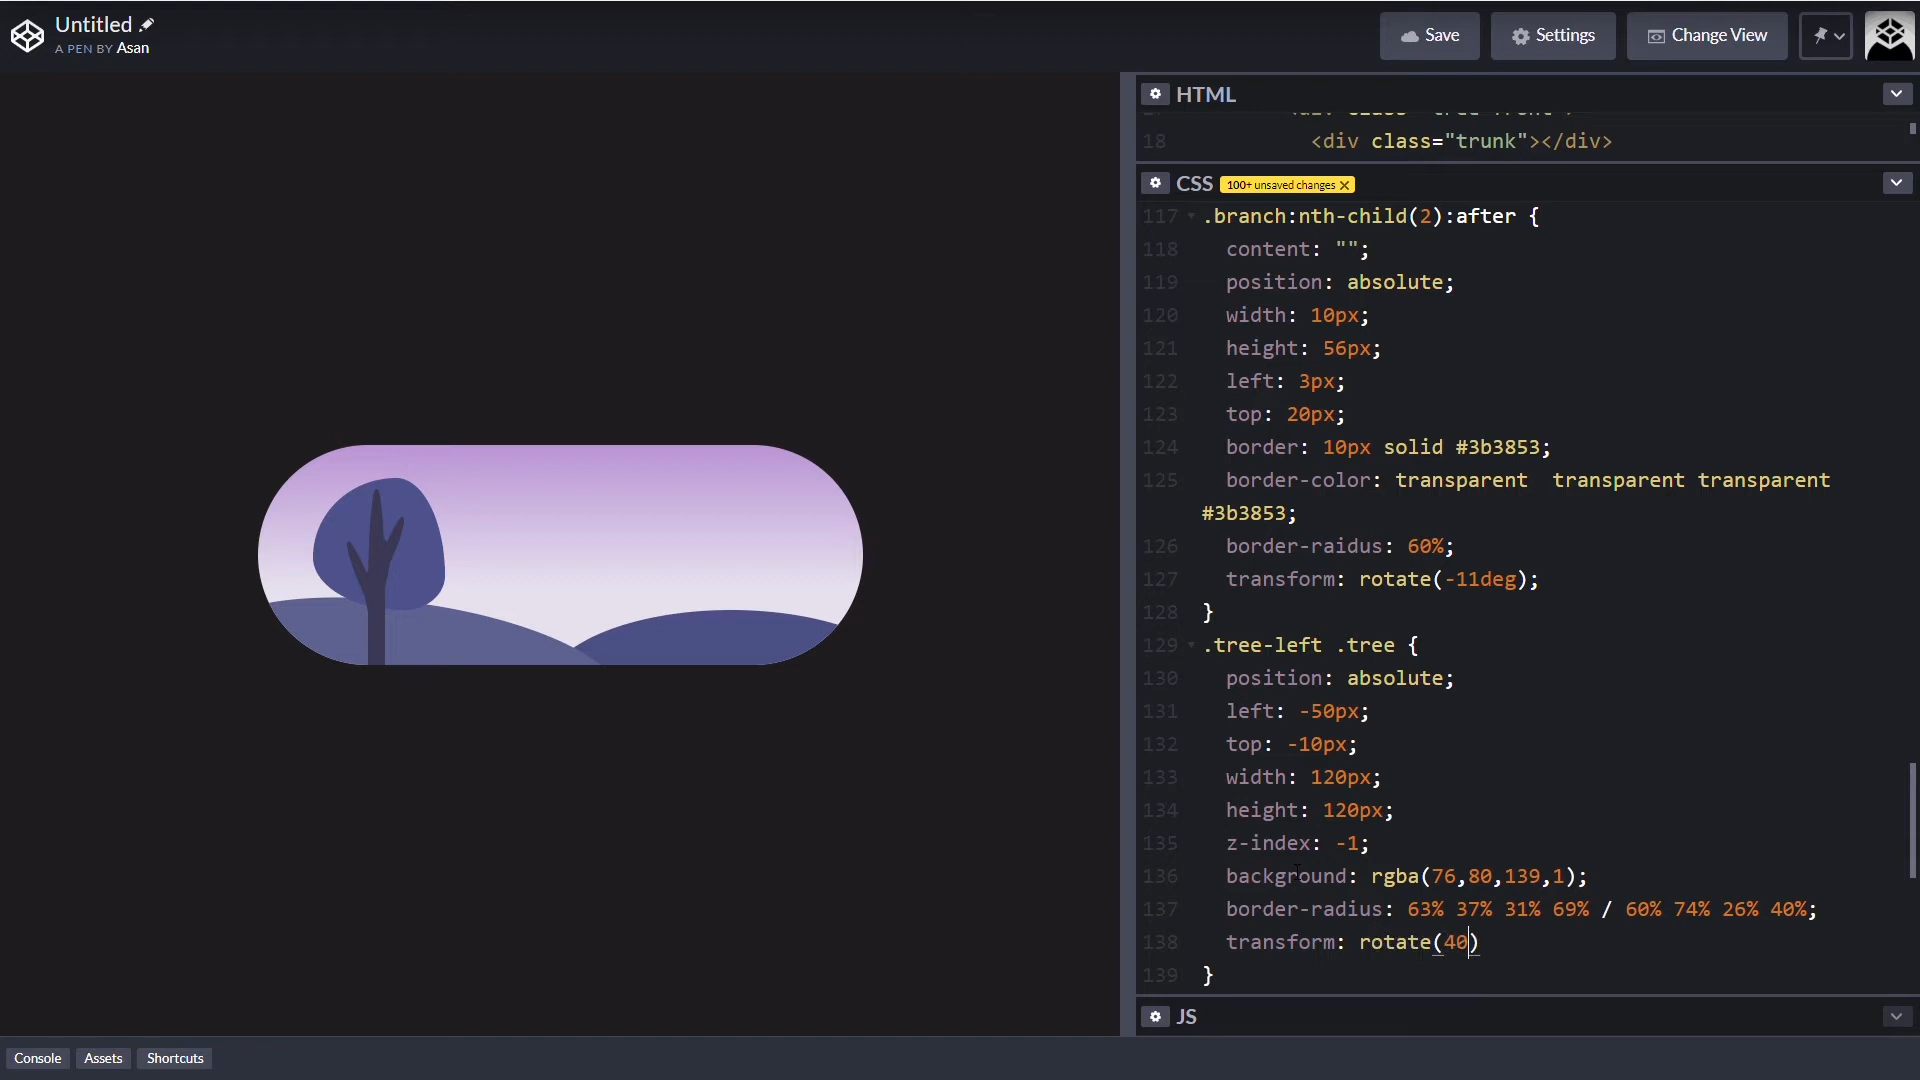 Untitled
A PEN BY Asan
Save
Settings
Change View
HTML
18 <div class="trunk"></div>
CSS 100+ unsaved changes ×
117 .branch:nth-child(2):after {
118 content: "";
119 position: absolute;
120 width: 10px;
121 height: 56px;
122 left: 3px;
123 top: 20px;
124 border: 10px solid #3b3853;
125 border-color: transparent  transparent transparent
#3b3853;
126 border-raidus: 60%;
127 transform: rotate(-11deg);
128 }
129 .tree-left .tree {
130 position: absolute;
131 left: -50px;
132 top: -10px;
133 width: 120px;
134 height: 120px;
135 z-index: -1;
136 background: rgba(76,80,139,1);
137 border-radius: 63% 37% 31% 69% / 60% 74% 26% 40%;
138 transform: rotate(40)
139 }
JS
Console
Assets
Shortcuts